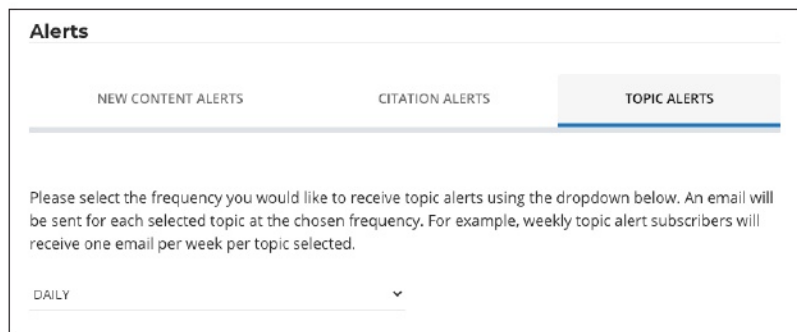 Alerts
NEW CONTENT ALERTS CITATION ALERTS TOPIC ALERTS
Please select the frequency you would like to receive topic alerts using the dropdown below. An email will
be sent for each selected topic at the chosen frequency. For example, weekly topic alert subscribers will
receive one email per week per topic selected.
DAILY